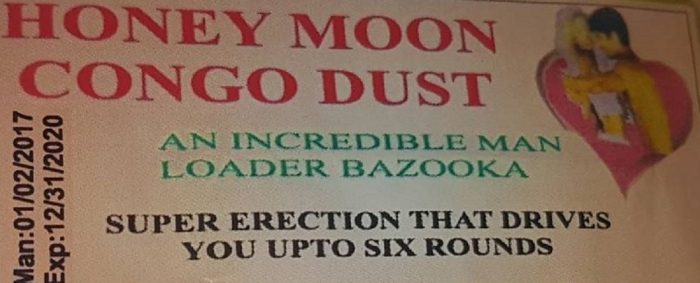 HONEY MOON
CONGO DUST
AN INCREDIBLE MAN
LOADER BAZOOKA
SUPER ERECTION THAT DRIVES
YOU UPTO SIX ROUNDS
Man:01/02/2017
Exp:12/31/2020